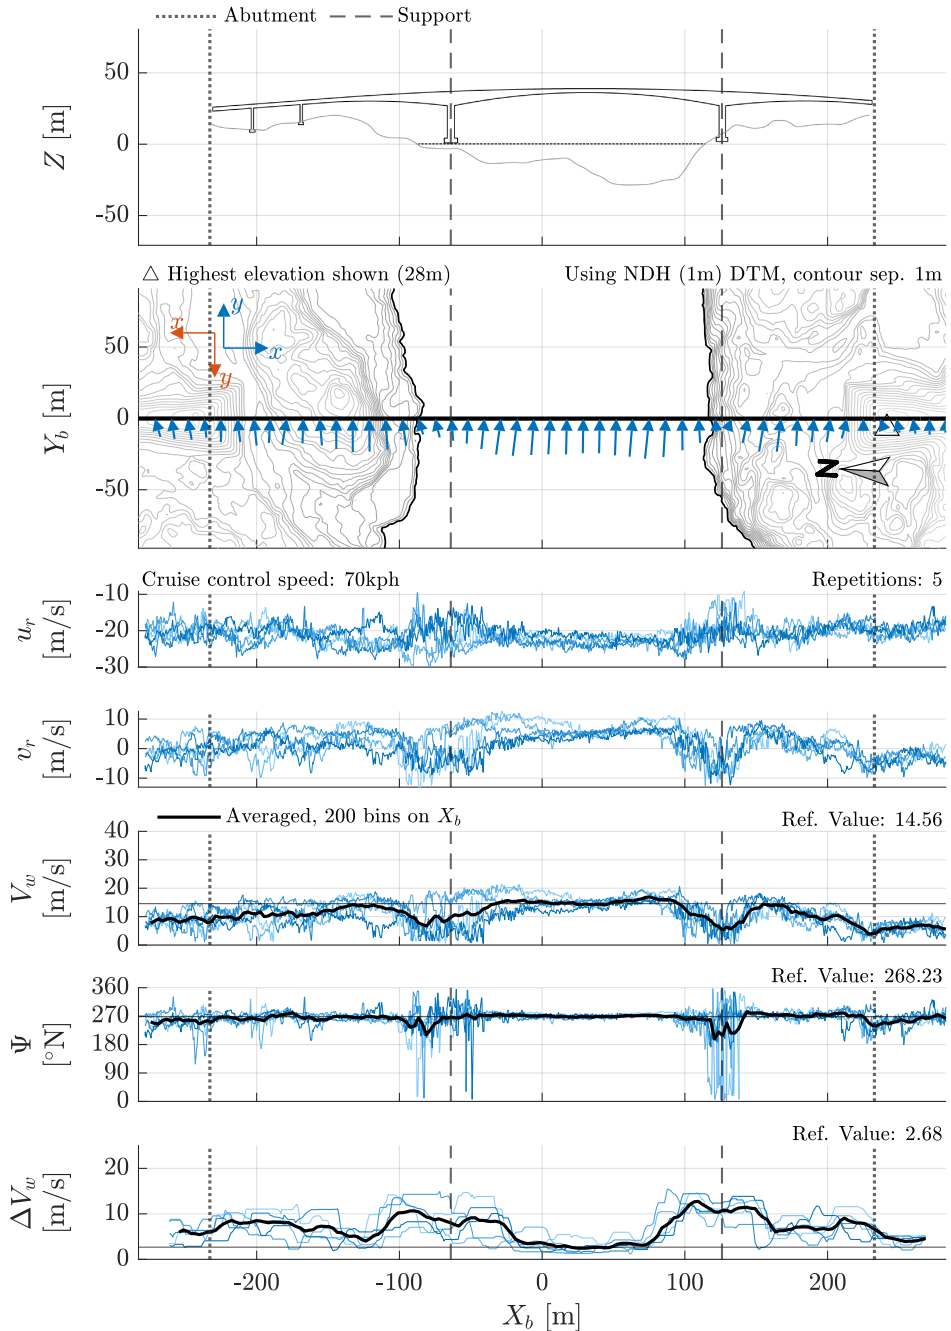 Abutment Support
50
0
-50
Z [m]
△ Highest elevation shown (28m) Using NDH (1m) DTM, contour sep. 1m
y
x x
y
N
50
0
-50
Y_b [m]
Cruise control speed: 70kph Repetitions: 5
-10
-20
-30
u_r [m/s]
10
0
-10
v_r [m/s]
Averaged, 200 bins on X_b Ref. Value: 14.56
40
30
20
10
0
V_w [m/s]
Ref. Value: 268.23
360
270
180
90
0
Ψ [°N]
Ref. Value: 2.68
20
10
0
ΔV_w [m/s]
-200 -100 0 100 200
X_b [m]